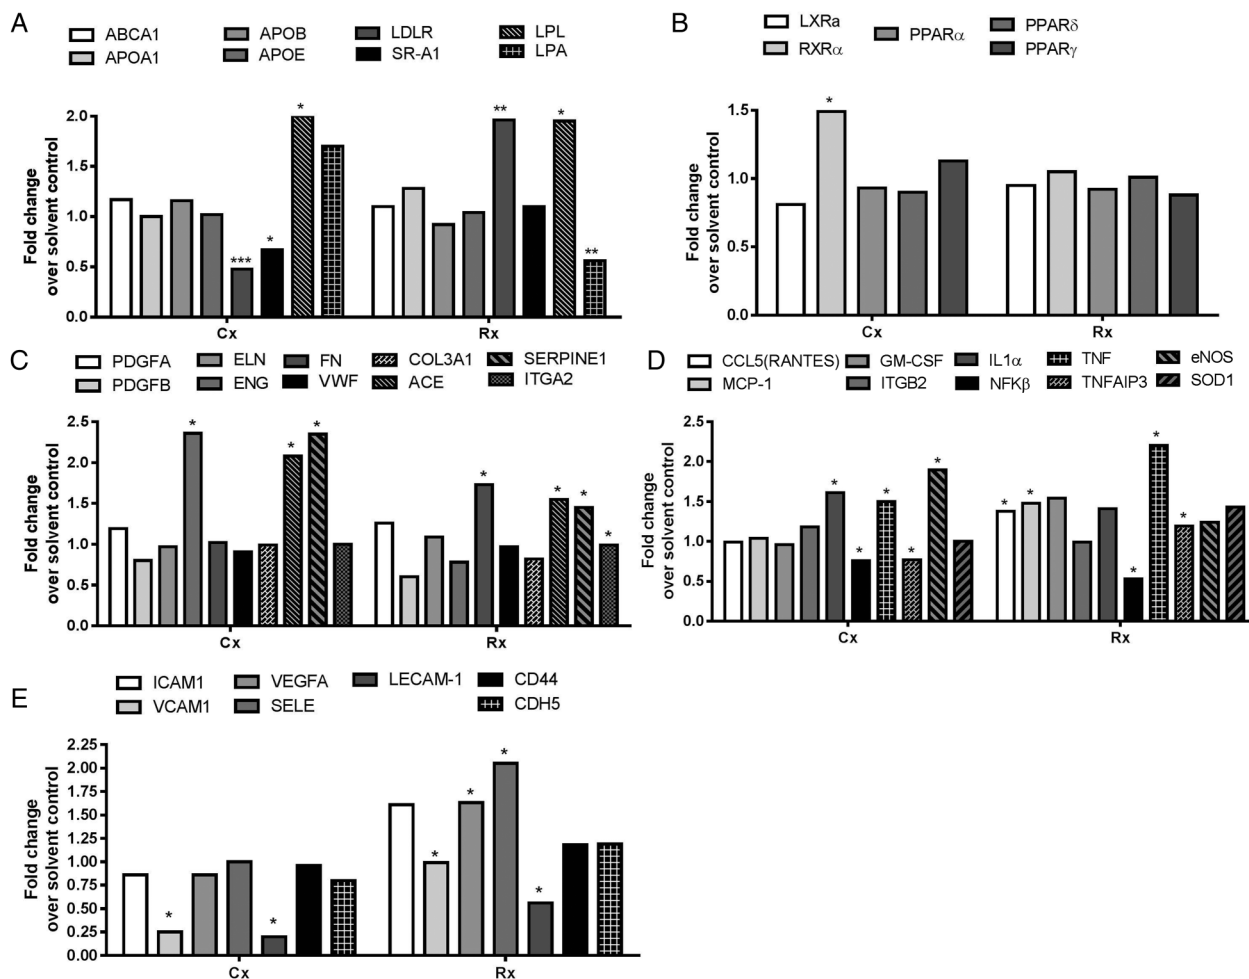 A
ABCA1 APOB LDLR LPL
APOA1 APOE SR-A1 LPA
Fold change
over solvent control
2.0
1.5
1.0
0.5
0.0
*** * * ** * **
Cx Rx
B
LXRa PPARα PPARδ
RXRα PPARγ
Fold change
over solvent control
1.5
1.0
0.5
0.0
*
Cx Rx
C
PDGFA ELN FN COL3A1 SERPINE1
PDGFB ENG VWF ACE ITGA2
Fold change
over solvent control
2.5
2.0
1.5
1.0
0.5
0.0
* * * * * * *
Cx Rx
D
CCL5(RANTES) GM-CSF IL1α TNF eNOS
MCP-1 ITGB2 NFKβ TNFAIP3 SOD1
Fold change
over solvent control
2.5
2.0
1.5
1.0
0.5
0.0
* * * * * * * * * *
Cx Rx
E
ICAM1 VEGFA LECAM-1 CD44
VCAM1 SELE CDH5
Fold change
over solvent control
2.25
2.00
1.75
1.50
1.25
1.00
0.75
0.50
0.25
0.00
* * * * * *
Cx Rx